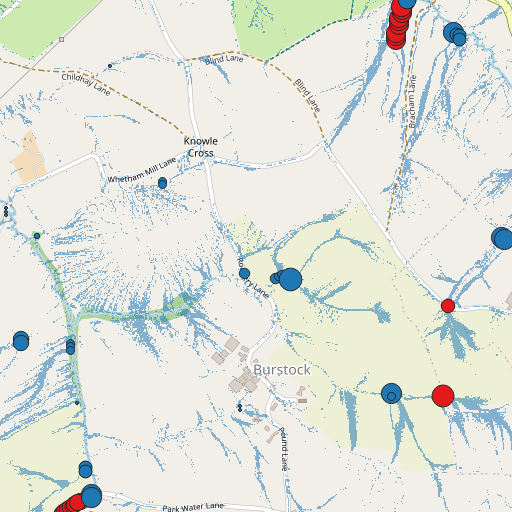 Blind Lane
Childhay Lane
Blind Lane
Bracham Lane
Knowle
Cross
Whetham Mill Lane
Lane
Burstock
Pound Lane
Park Water Lane